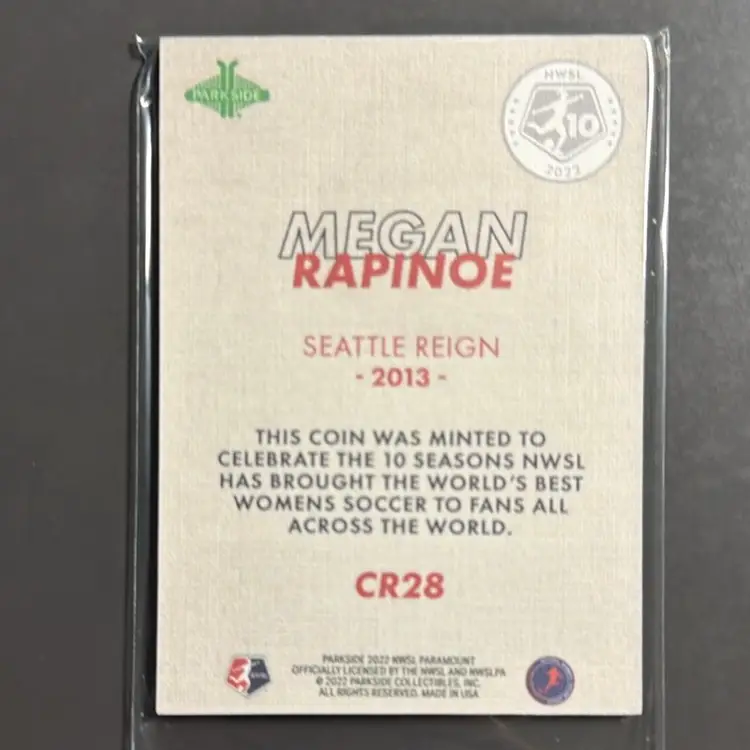 PARKSIDE
NWSL
10
2022
MEGAN
RAPINOE
SEATTLE REIGN
- 2013 -
THIS COIN WAS MINTED TO
CELEBRATE THE 10 SEASONS NWSL
HAS BROUGHT THE WORLD'S BEST
WOMENS SOCCER TO FANS ALL
ACROSS THE WORLD.
CR28
PARKSIDE 2022 NWSL PARAMOUNT
OFFICIALLY LICENSED BY THE NWSL AND NWSLPA
© 2022 PARKSIDE COLLECTIBLES, INC.
ALL RIGHTS RESERVED. MADE IN USA
NWSL